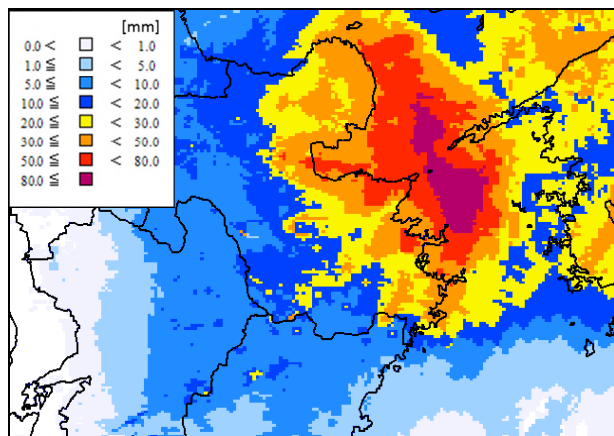 [mm]
0.0 < < 1.0
1.0 ≦ < 5.0
5.0 ≦ < 10.0
10.0 ≦ < 20.0
20.0 ≦ < 30.0
30.0 ≦ < 50.0
50.0 ≦ < 80.0
80.0 ≦